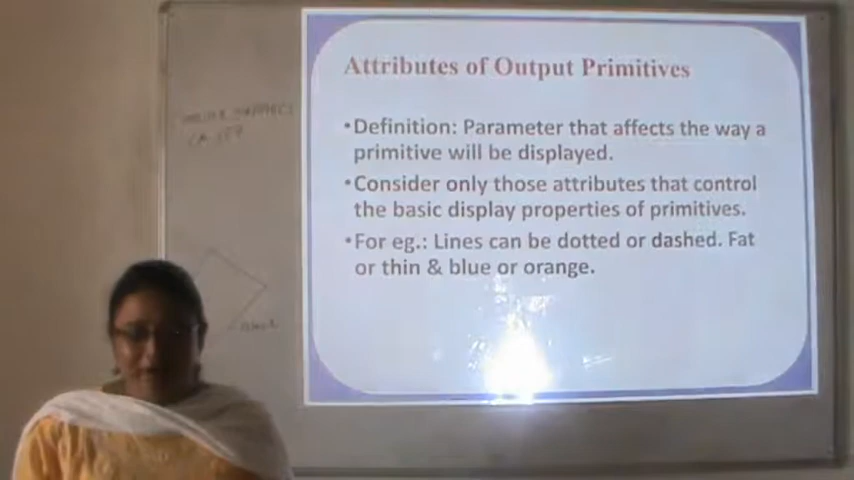 Attributes of Output Primitives
•Definition: Parameter that affects the way a
primitive will be displayed.
•Consider only those attributes that control
the basic display properties of primitives.
•For eg.: Lines can be dotted or dashed. Fat
or thin & blue or orange.